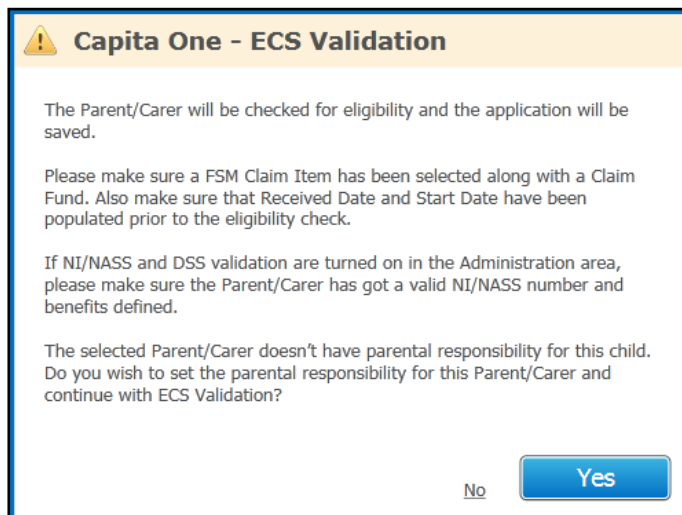 Capita One - ECS Validation
The Parent/Carer will be checked for eligibility and the application will be
saved.
Please make sure a FSM Claim Item has been selected along with a Claim
Fund. Also make sure that Received Date and Start Date have been
populated prior to the eligibility check.
If NI/NASS and DSS validation are turned on in the Administration area,
please make sure the Parent/Carer has got a valid NI/NASS number and
benefits defined.
The selected Parent/Carer doesn't have parental responsibility for this child.
Do you wish to set the parental responsibility for this Parent/Carer and
continue with ECS Validation?
No
Yes